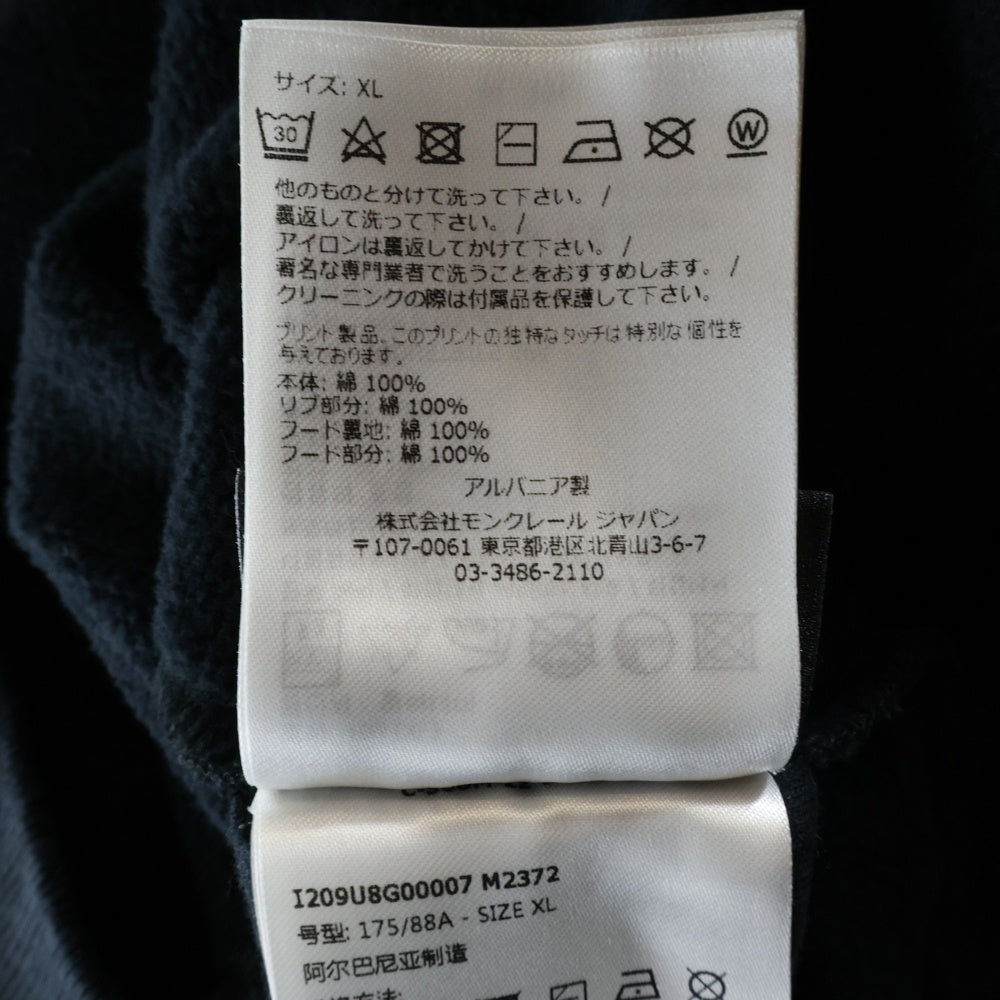 サイズ: XL
30
W
他のものと分けて洗って下さい。 /
裏返して洗って下さい。 /
アイロンは裏返してかけて下さい。 /
著名な専門業者で洗うことをおすすめします。 /
クリーニングの際は付属品を保護して下さい。
プリント製品、このプリントの独特なタッチは特別な個性を
与えております。
本体: 綿 100%
リブ部分: 綿 100%
フード裏地: 綿 100%
フード部分: 綿 100%
アルバニア製
株式会社モンクレール ジャパン
〒107-0061 東京都港区北青山3-6-7
03-3486-2110
I209U8G00007 M2372
号型: 175/88A - SIZE XL
阿尔巴尼亚制造